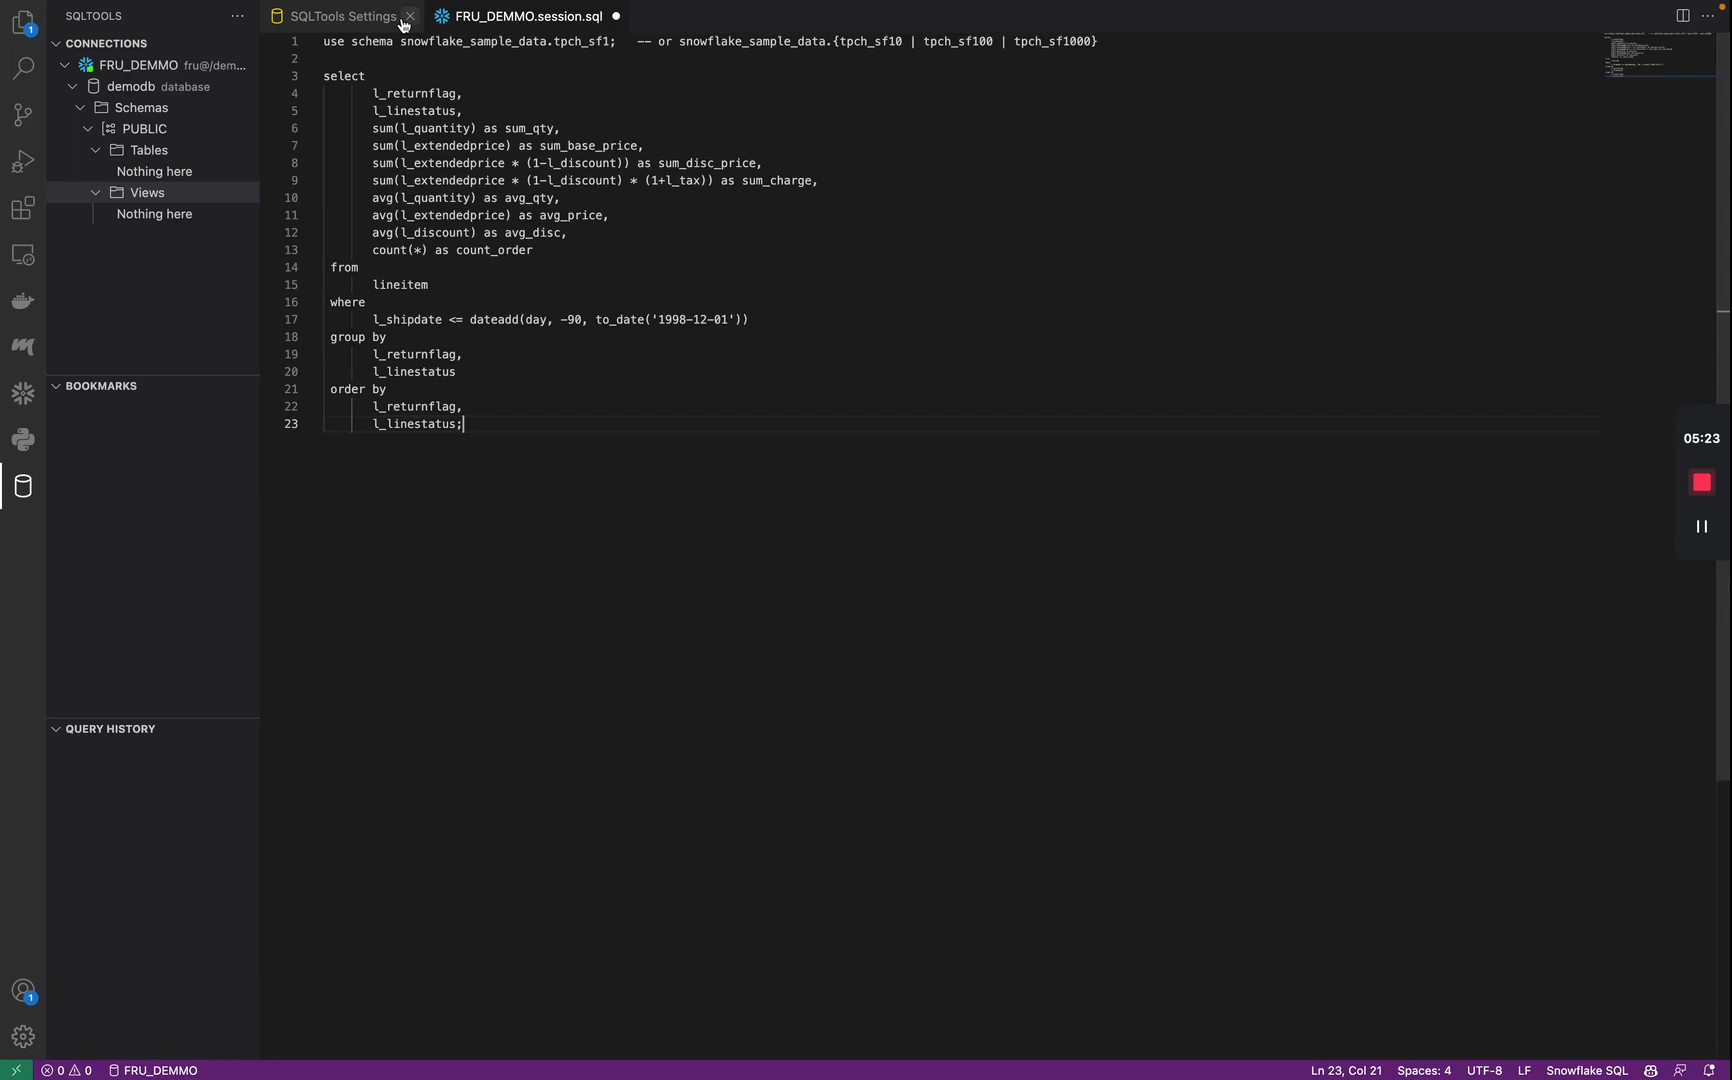 SQLTOOLS
SQLTools Settings
FRU_DEMMO.session.sql
CONNECTIONS
FRU_DEMMO fru@/dem...
demodb database
Schemas
PUBLIC
Tables
Nothing here
Views
Nothing here
BOOKMARKS
QUERY HISTORY
1 use schema snowflake_sample_data.tpch_sf1;   -- or snowflake_sample_data.{tpch_sf10 | tpch_sf100 | tpch_sf1000}
2
3 select
4 l_returnflag,
5 l_linestatus,
6 sum(l_quantity) as sum_qty,
7 sum(l_extendedprice) as sum_base_price,
8 sum(l_extendedprice * (1-l_discount)) as sum_disc_price,
9 sum(l_extendedprice * (1-l_discount) * (1+l_tax)) as sum_charge,
10 avg(l_quantity) as avg_qty,
11 avg(l_extendedprice) as avg_price,
12 avg(l_discount) as avg_disc,
13 count(*) as count_order
14 from
15 lineitem
16 where
17 l_shipdate <= dateadd(day, -90, to_date('1998-12-01'))
18 group by
19 l_returnflag,
20 l_linestatus
21 order by
22 l_returnflag,
23 l_linestatus;
05:23
1
1
0 0 FRU_DEMMO
Ln 23, Col 21 Spaces: 4 UTF-8 LF Snowflake SQL